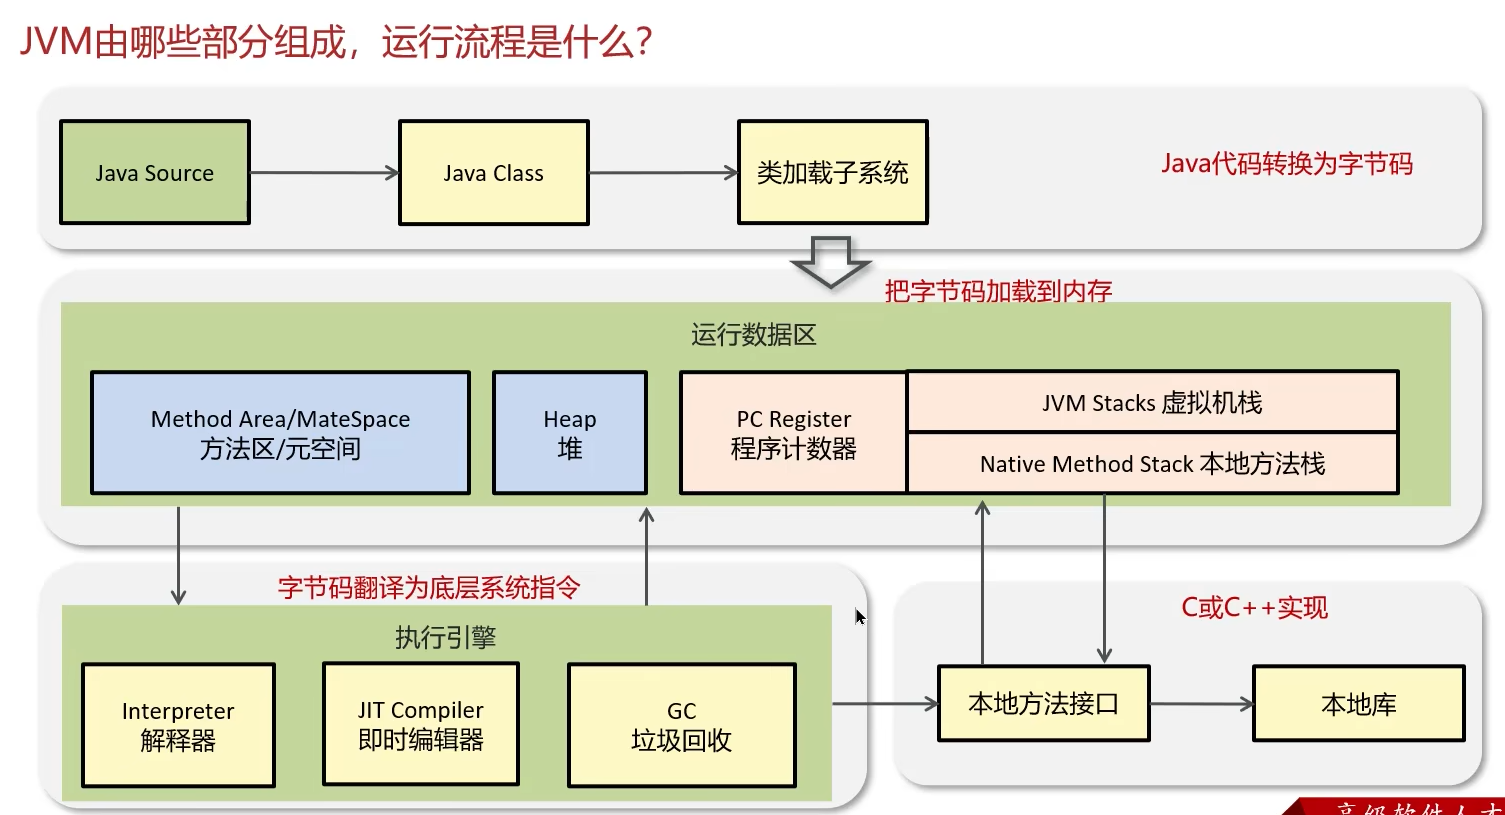 JVM由哪些部分组成，运行流程是什么？
Java Source
Java Class
类加载子系统
Java代码转换为字节码
把字节码加载到内存
运行数据区
Method Area/MateSpace
方法区/元空间
Heap
堆
PC Register
程序计数器
JVM Stacks 虚拟机栈
Native Method Stack 本地方法栈
字节码翻译为底层系统指令
执行引擎
Interpreter
解释器
JIT Compiler
即时编辑器
GC
垃圾回收
C或C++实现
本地方法接口
本地库
高级软件人才